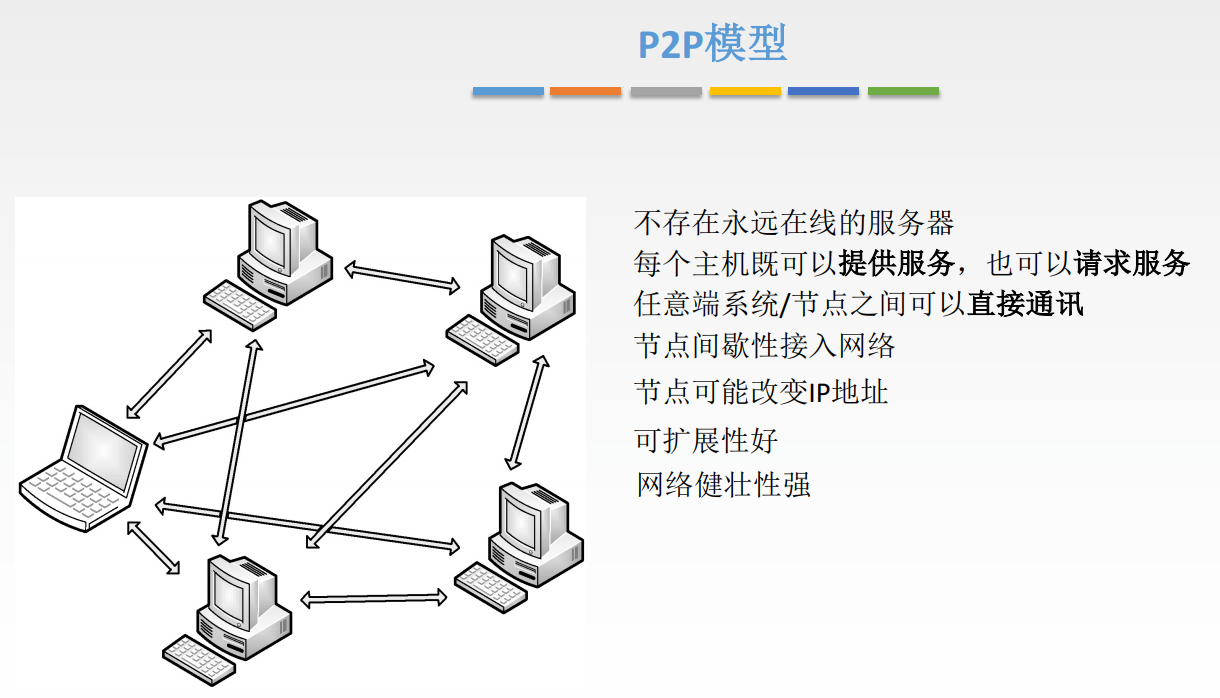 P2P模型
不存在永远在线的服务器
每个主机既可以提供服务，也可以请求服务
任意端系统/节点之间可以直接通讯
节点间歇性接入网络
节点可能改变IP地址
可扩展性好
网络健壮性强